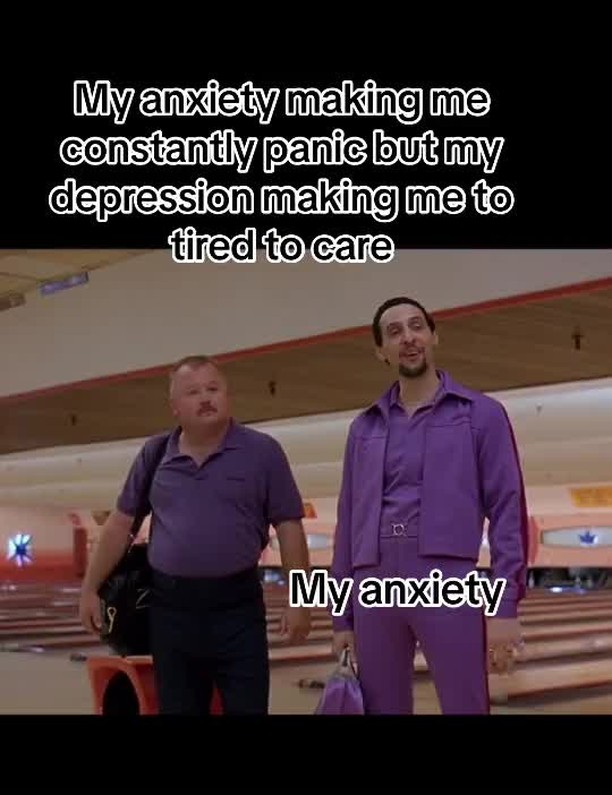 My anxiety making me
constantly panic but my
depression making me to
tired to care
My anxiety